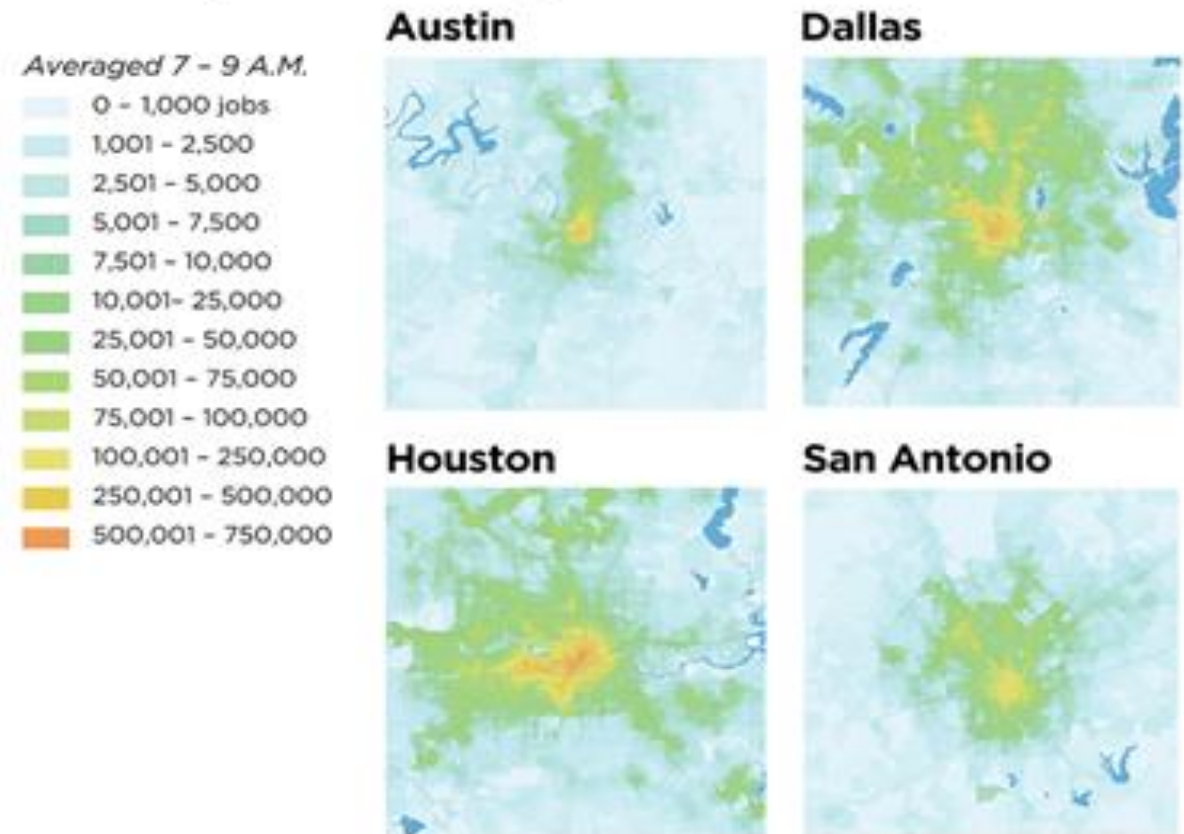 Averaged 7 – 9 A.M.
0 – 1,000 jobs
1,001 – 2,500
2,501 – 5,000
5,001 – 7,500
7,501 – 10,000
10,001– 25,000
25,001 – 50,000
50,001 – 75,000
75,001 – 100,000
100,001 – 250,000
250,001 – 500,000
500,001 – 750,000
Austin
Dallas
Houston
San Antonio